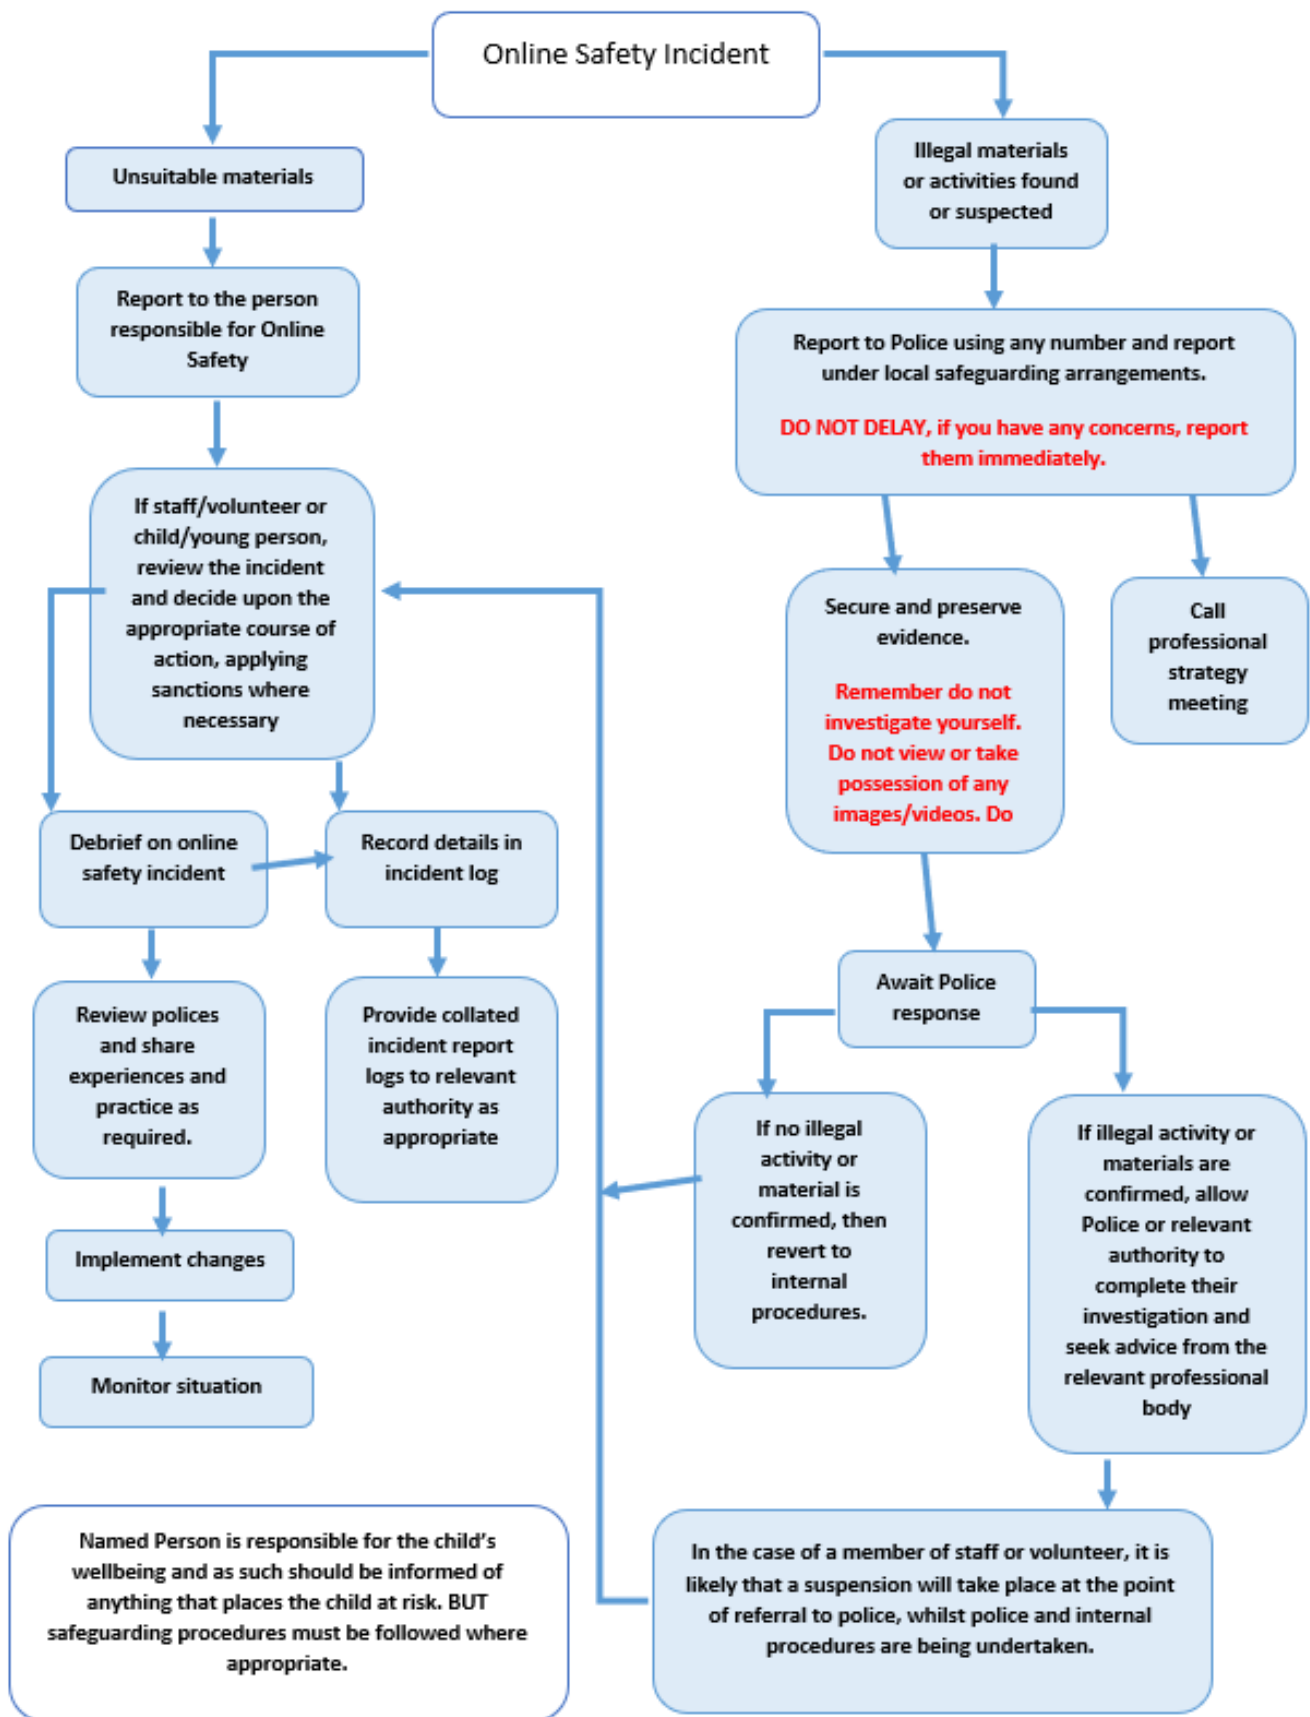 Online Safety Incident
Unsuitable materials
Illegal materials
or activities found
or suspected
Report to the person
responsible for Online
Safety
Report to Police using any number and report
under local safeguarding arrangements.
DO NOT DELAY, if you have any concerns, report
them immediately.
If staff/volunteer or
child/young person,
review the incident
and decide upon the
appropriate course of
action, applying
sanctions where
necessary
Secure and preserve
evidence.
Remember do not
investigate yourself.
Do not view or take
possession of any
images/videos. Do
Call
professional
strategy
meeting
Debrief on online
safety incident
Record details in
incident log
Await Police
response
Review polices
and share
experiences and
practice as
required.
Provide collated
incident report
logs to relevant
authority as
appropriate
If no illegal
activity or
material is
confirmed, then
revert to
internal
procedures.
If illegal activity or
materials are
confirmed, allow
Police or relevant
authority to
complete their
investigation and
seek advice from the
relevant professional
body
Implement changes
Monitor situation
Named Person is responsible for the child's
wellbeing and as such should be informed of
anything that places the child at risk. BUT
safeguarding procedures must be followed where
appropriate.
In the case of a member of staff or volunteer, it is
likely that a suspension will take place at the point
of referral to police, whilst police and internal
procedures are being undertaken.